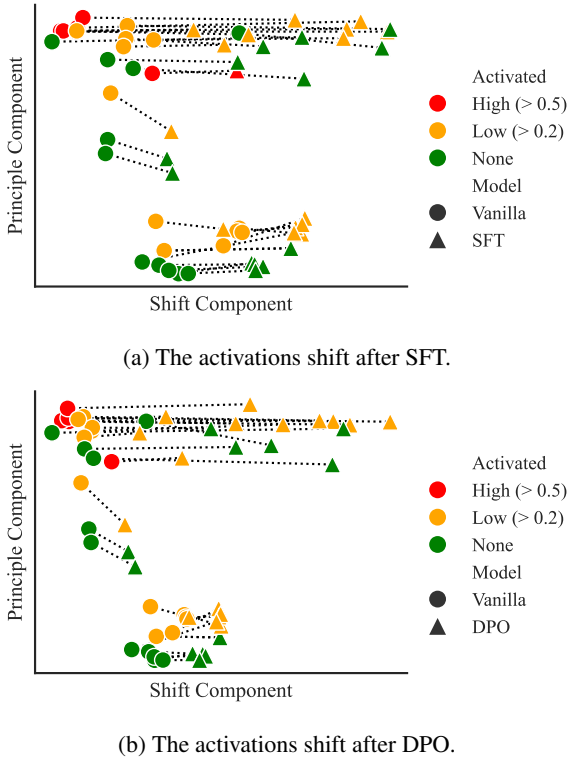 Principle Component
Activated
High (> 0.5)
Low (> 0.2)
None
Model
Vanilla
SFT
Shift Component
(a) The activations shift after SFT.
Principle Component
Activated
High (> 0.5)
Low (> 0.2)
None
Model
Vanilla
DPO
Shift Component
(b) The activations shift after DPO.